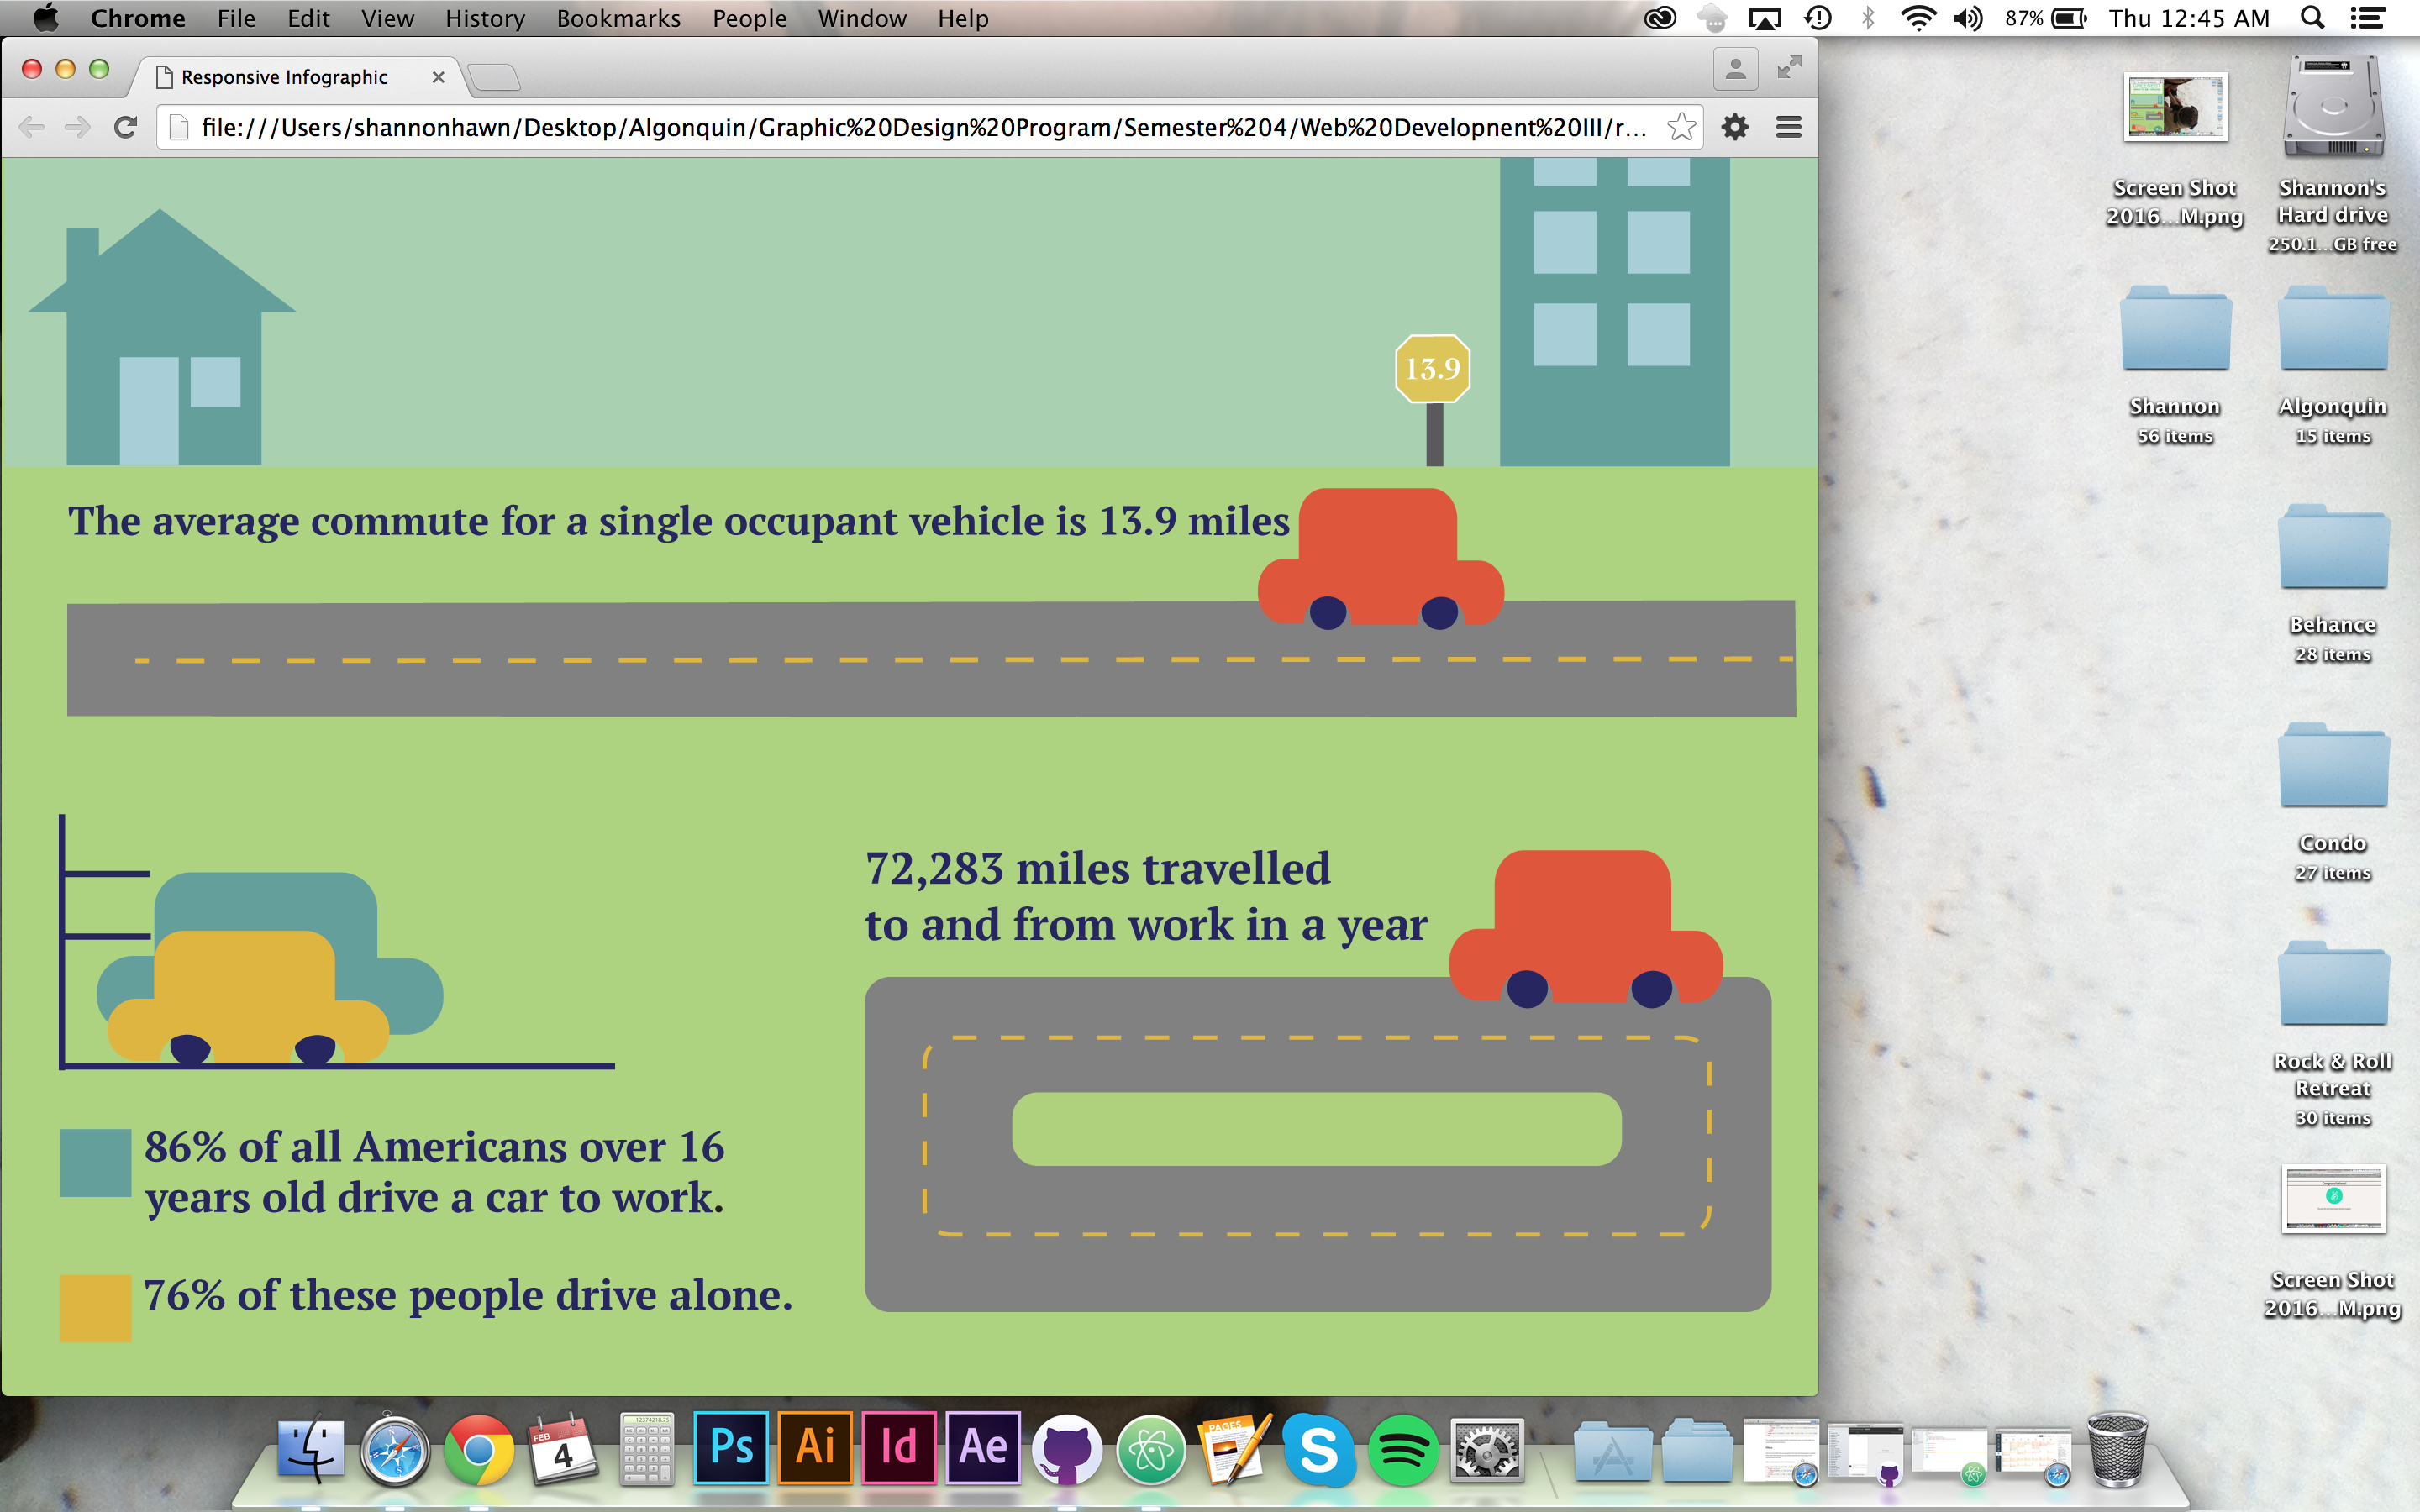 Chrome File Edit View History Bookmarks People Window Help 87% Thu 12:45 AM
Responsive Infographic
file:///Users/shannonhawn/Desktop/Algonquin/Graphic%20Design%20Program/Semester%204/Web%20Development%20III/r...
13.9
The average commute for a single occupant vehicle is 13.9 miles
72,283 miles travelled
to and from work in a year
86% of all Americans over 16
years old drive a car to work.
76% of these people drive alone.
Screen Shot
2016...M.png
Shannon's
Hard drive
250.1...GB free
Shannon
56 items
Algonquin
15 items
Behance
28 items
Condo
27 items
Rock & Roll
Retreat
30 items
Screen Shot
2016...M.png
FEB
4
Ps
Ai
Id
Ae
PAGES
S